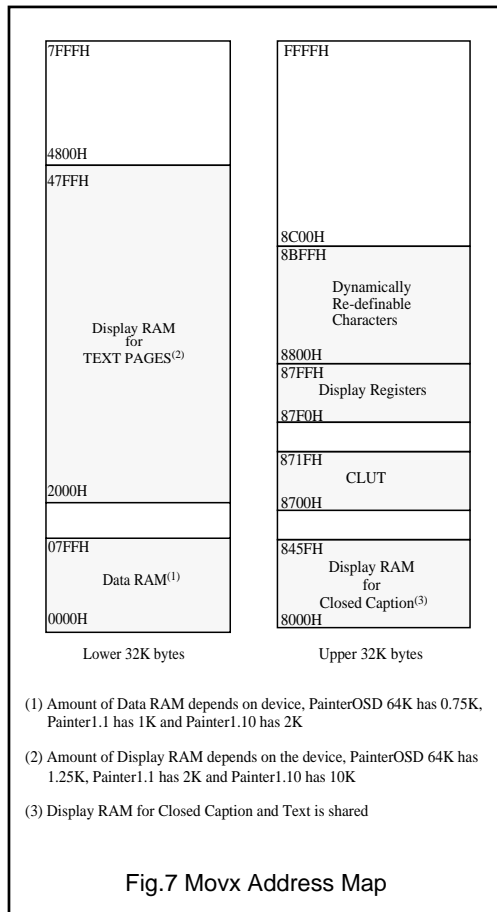 7FFFH
4800H
47FFH
Display RAM
for
TEXT PAGES(2)
2000H
07FFH
Data RAM(1)
0000H
Lower 32K bytes
FFFFH
8C00H
8BFFH
Dynamically
Re-definable
Characters
8800H
87FFH
Display Registers
87F0H
871FH
CLUT
8700H
845FH
Display RAM
for
Closed Caption(3)
8000H
Upper 32K bytes
(1) Amount of Data RAM depends on device, PainterOSD 64K has 0.75K,
Painter1.1 has 1K and Painter1.10 has 2K
(2) Amount of Display RAM depends on the device, PainterOSD 64K has
1.25K, Painter1.1 has 2K and Painter1.10 has 10K
(3) Display RAM for Closed Caption and Text is shared
Fig.7 Movx Address Map